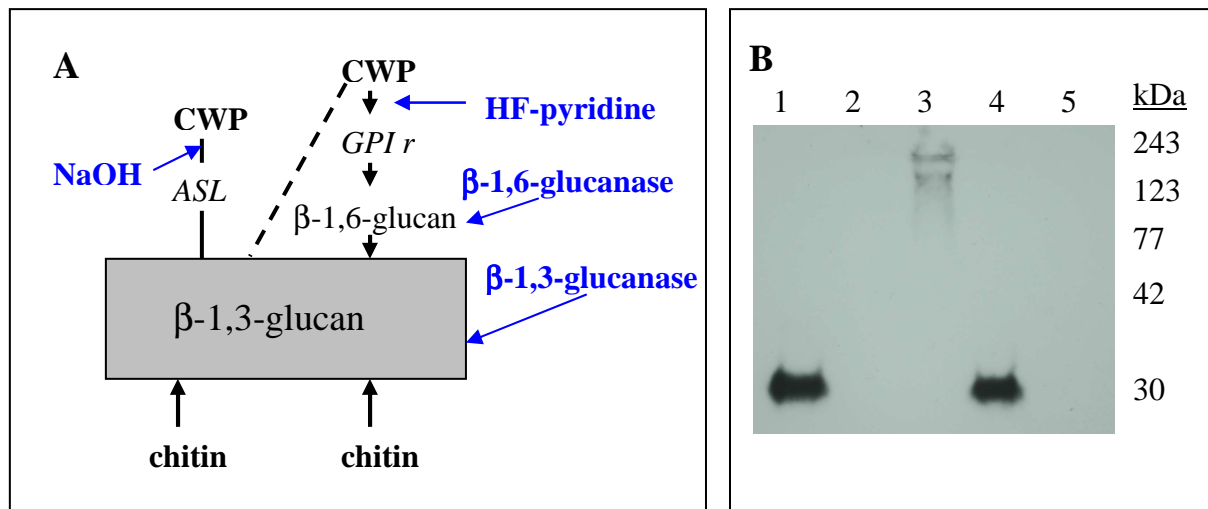 A
CWP
CWP
HF-pyridine
NaOH
GPI r
ASL
β-1,6-glucanase
β-1,6-glucan
β-1,3-glucanase
β-1,3-glucan
chitin chitin
B
1 2 3 4 5 kDa
243
123
77
42
30